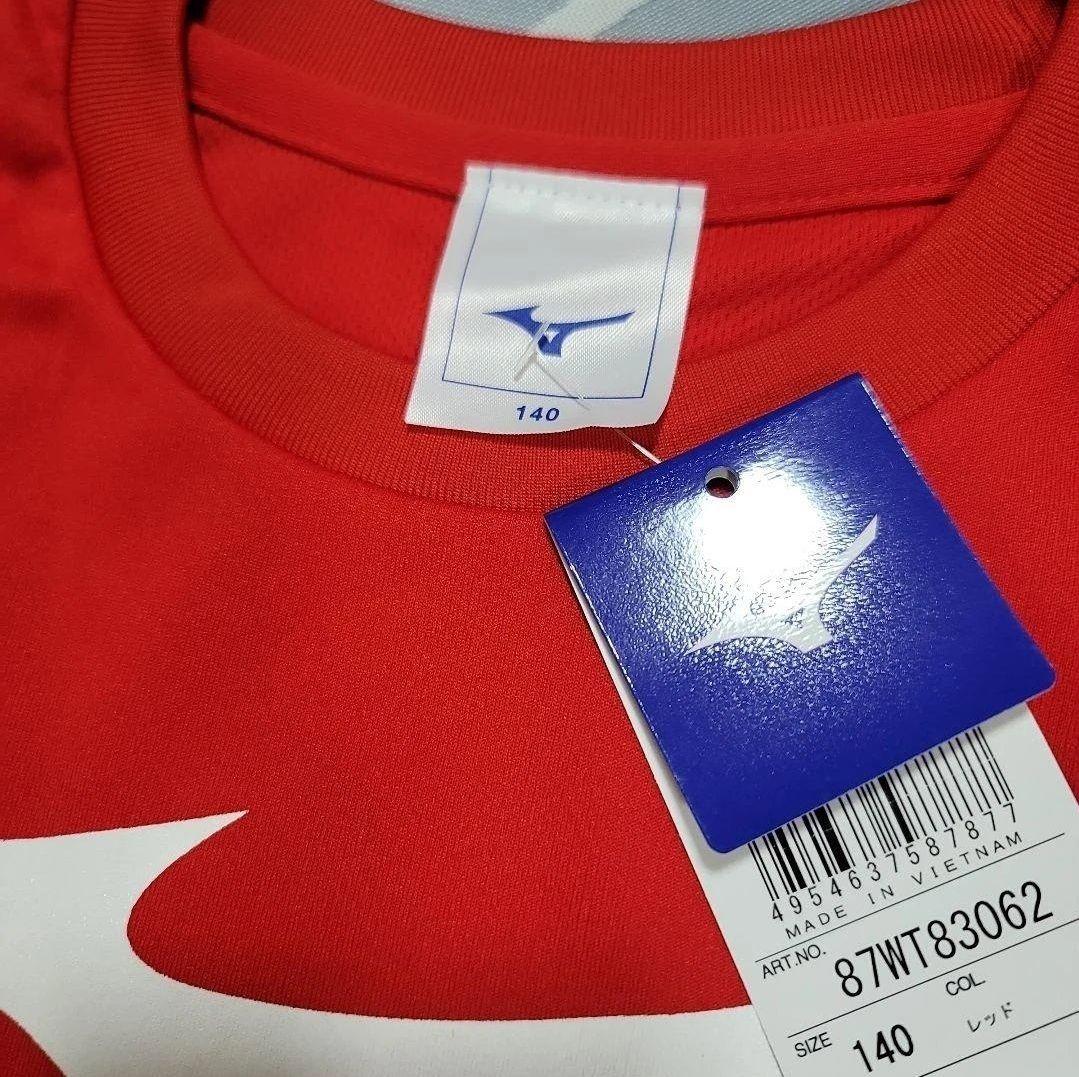 140
4954637587877
MADE IN VIETNAM
ART.NO. 87WT83062
COL.
SIZE 140 レッド